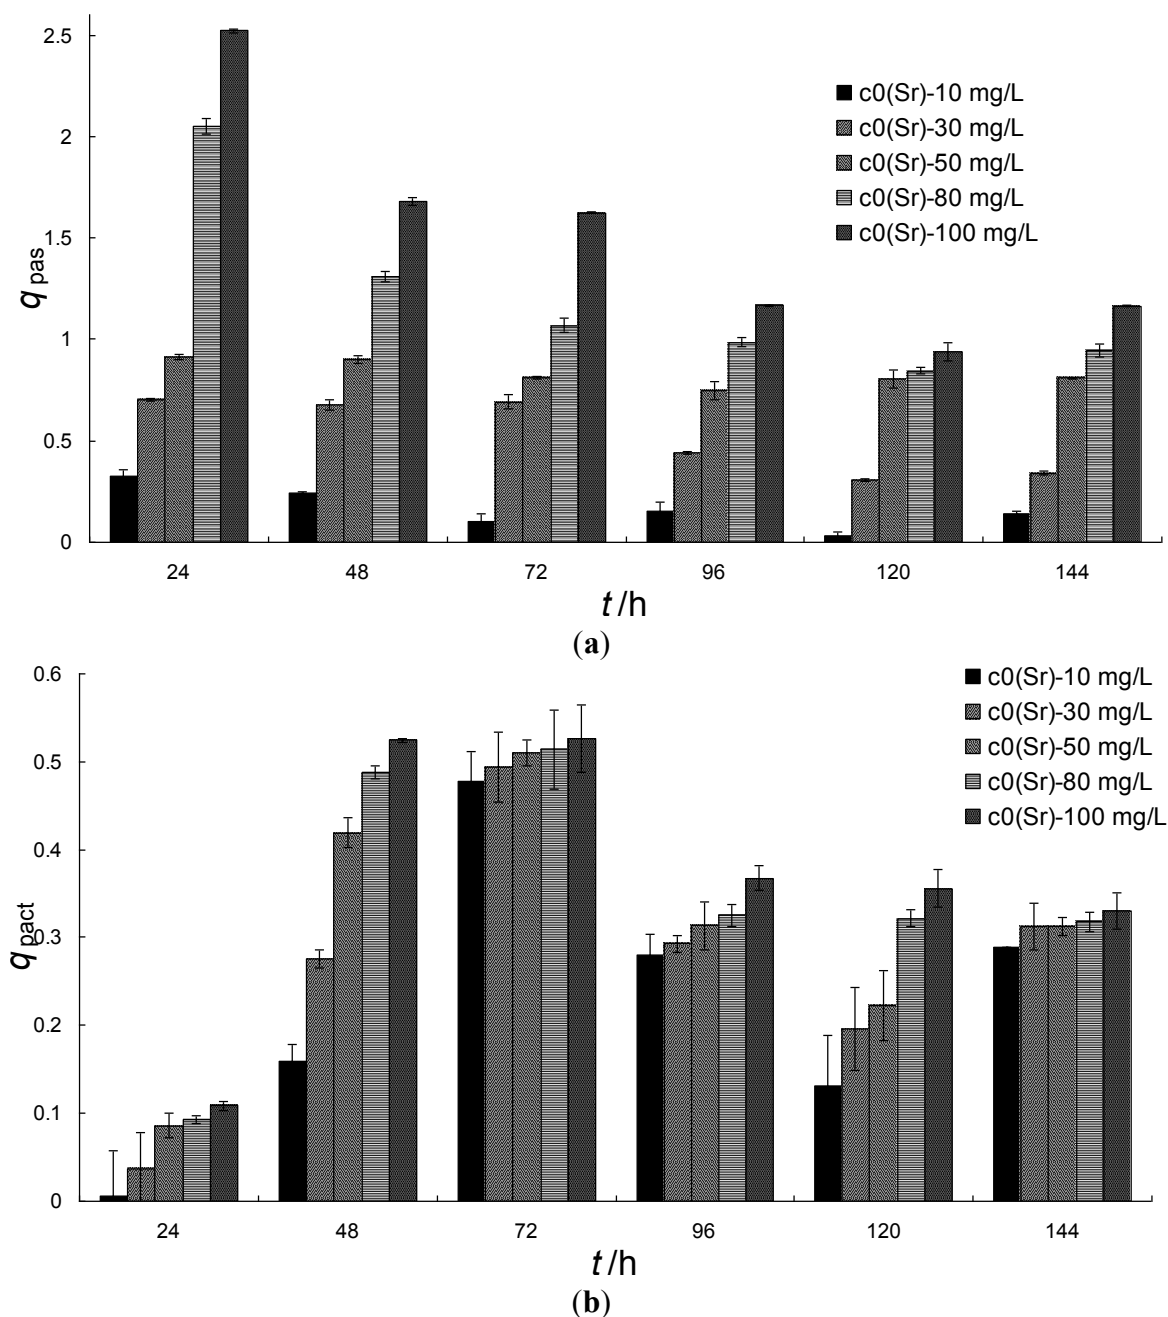 2.5
2
1.5
1
0.5
0
q pas
c0(Sr)-10 mg/L
c0(Sr)-30 mg/L
c0(Sr)-50 mg/L
c0(Sr)-80 mg/L
c0(Sr)-100 mg/L
24 48 72 96 120 144
t /h
(a)
0.6
0.5
0.4
0.3
0.2
0.1
0
q pact
c0(Sr)-10 mg/L
c0(Sr)-30 mg/L
c0(Sr)-50 mg/L
c0(Sr)-80 mg/L
c0(Sr)-100 mg/L
24 48 72 96 120 144
t /h
(b)